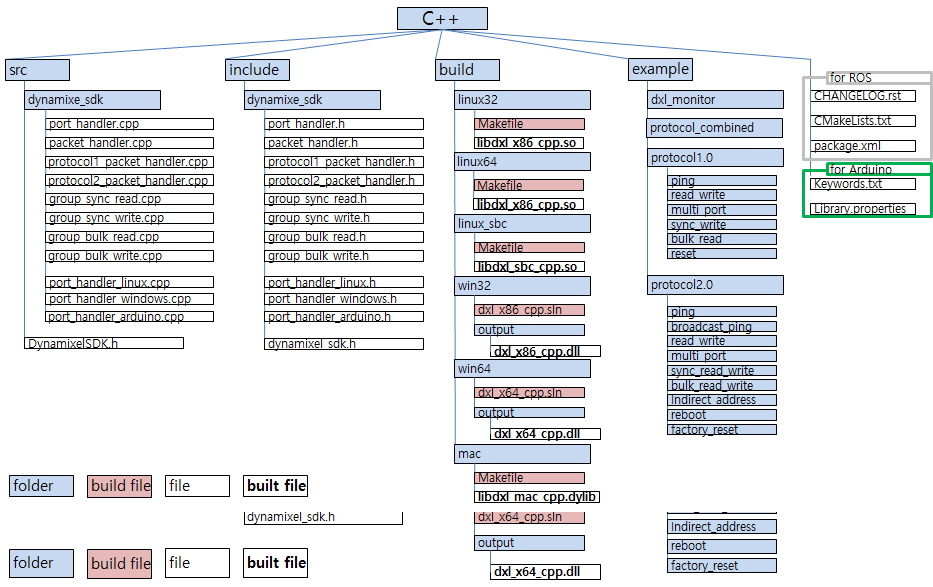 C++
src
dynamixe_sdk
port_handler.cpp
packet_handler.cpp
protocol1_packet_handler.cpp
protocol2_packet_handler.cpp
group_sync_read.cpp
group_sync_write.cpp
group_bulk_read.cpp
group_bulk_write.cpp
port_handler_linux.cpp
port_handler_windows.cpp
port_handler_arduino.cpp
DynamixelSDK.h
include
dynamixe_sdk
port_handler.h
packet_handler.h
protocol1_packet_handler.h
protocol2_packet_handler.h
group_sync_read.h
group_sync_write.h
group_bulk_read.h
group_bulk_write.h
port_handler_linux.h
port_handler_windows.h
port_handler_arduino.h
dynamixel_sdk.h
build
linux32
Makefile
libdxl_x86_cpp.so
linux64
Makefile
libdxl_x86_cpp.so
linux_sbc
Makefile
libdxl_sbc_cpp.so
win32
dxl_x86_cpp.sln
output
dxl_x86_cpp.dll
win64
dxl_x64_cpp.sln
output
dxl_x64_cpp.dll
mac
Makefile
libdxl_mac_cpp.dylib
dxl_x64_cpp.sln
output
dxl_x64_cpp.dll
example
dxl_monitor
protocol_combined
protocol1.0
ping
read_write
multi_port
sync_write
bulk_read
reset
protocol2.0
ping
broadcast_ping
read_write
multi_port
sync_read_write
bulk_read_write
Indirect_address
reboot
factory_reset
Indirect_address
reboot
factory_reset
for ROS
CHANGELOG.rst
CMakeLists.txt
package.xml
for Arduino
Keywords.txt
Library.properties
folder
build file
file
built file
dynamixel_sdk.h
folder
build file
file
built file